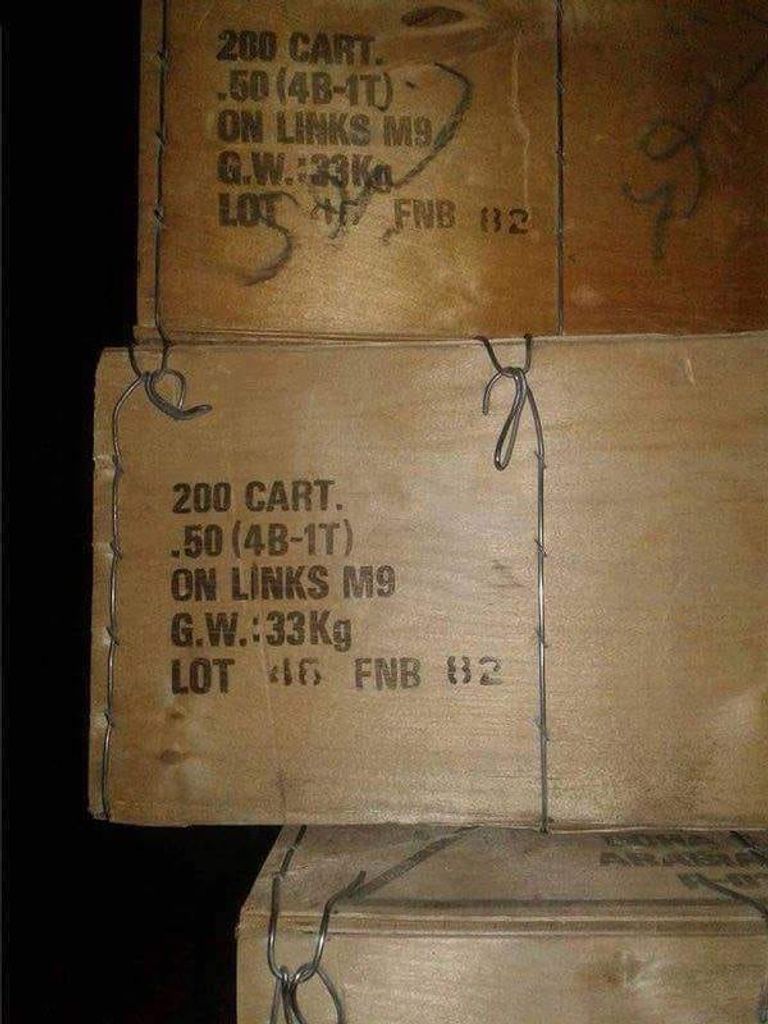 200 CART.
.50 (4B-1T)
ON LINKS M9
G.W.:33Kg
LOT 46 FNB 82
200 CART.
.50 (4B-1T)
ON LINKS M9
G.W.:33Kg
LOT 46 FNB 82